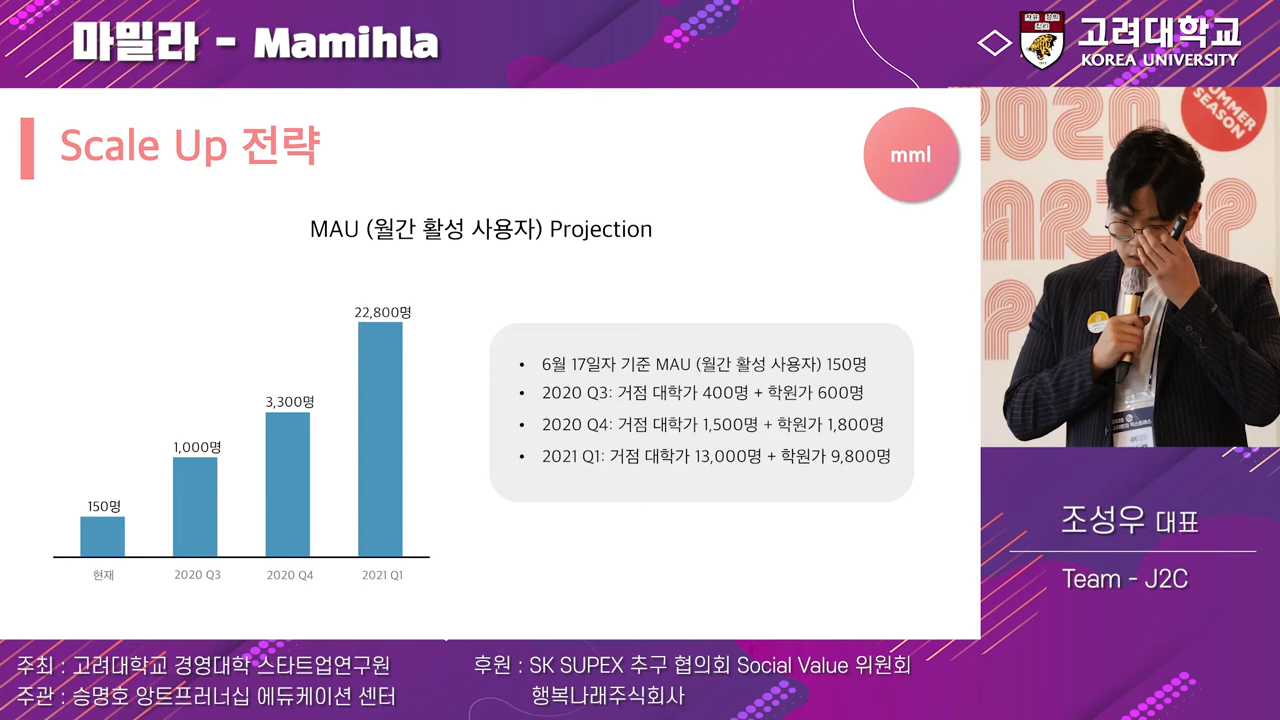 마밀라 - Mamihla
고려대학교
KOREA UNIVERSITY
Scale Up 전략
mml
MAU (월간 활성 사용자) Projection
150명
1,000명
3,300명
22,800명
현재
2020 Q3
2020 Q4
2021 Q1
• 6월 17일자 기준 MAU (월간 활성 사용자) 150명
• 2020 Q3: 거점 대학가 400명 + 학원가 600명
• 2020 Q4: 거점 대학가 1,500명 + 학원가 1,800명
• 2021 Q1: 거점 대학가 13,000명 + 학원가 9,800명
2020
SEASON
조성우 대표
Team - J2C
주최 : 고려대학교 경영대학 스타트업연구원
주관 : 승명호 앙트프러너십 에듀케이션 센터
후원 : SK SUPEX 추구 협의회 Social Value 위원회
행복나래주식회사